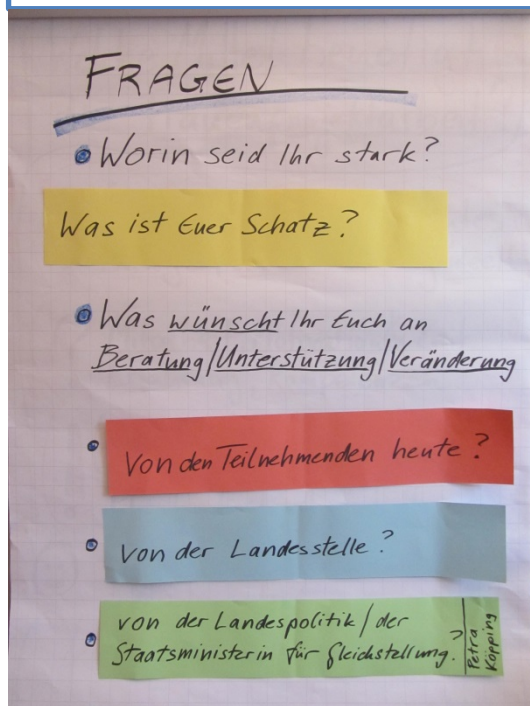 FRAGEN
Worin seid Ihr stark?
Was ist Euer Schatz?
Was wünscht Ihr Euch an
Beratung/Unterstützung/Veränderung
Von den Teilnehmenden heute?
von der Landesstelle?
von der Landespolitik/der
Staatsministerin für Gleichstellung?
Petra
Köpping